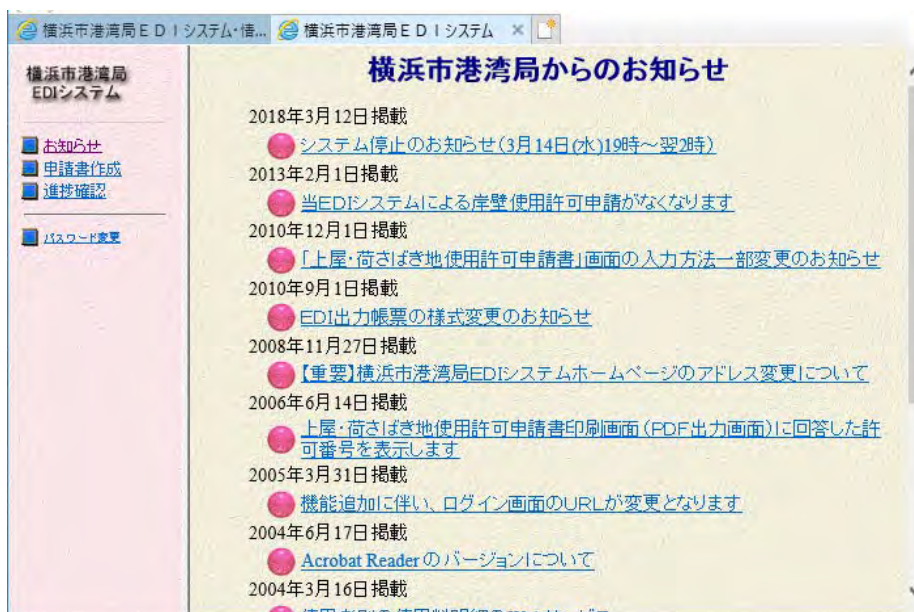 横浜市港湾局ＥＤＩシステム・情...
横浜市港湾局ＥＤＩシステム
横浜市港湾局
EDIシステム
お知らせ
申請書作成
進捗確認
パスワード変更
横浜市港湾局からのお知らせ
2018年3月12日掲載
システム停止のお知らせ(3月14日(水)19時～翌2時)
2013年2月1日掲載
当EDIシステムによる岸壁使用許可申請がなくなります
2010年12月1日掲載
「上屋・荷さばき地使用許可申請書」画面の入力方法一部変更のお知らせ
2010年9月1日掲載
EDI出力帳票の様式変更のお知らせ
2008年11月27日掲載
【重要】横浜市港湾局EDIシステムホームページのアドレス変更について
2006年6月14日掲載
上屋・荷さばき地使用許可申請書印刷画面(PDF出力画面)に回答した許
可番号を表示します
2005年3月31日掲載
機能追加に伴い、ログイン画面のURLが変更となります
2004年6月17日掲載
Acrobat Readerのバージョンについて
2004年3月16日掲載